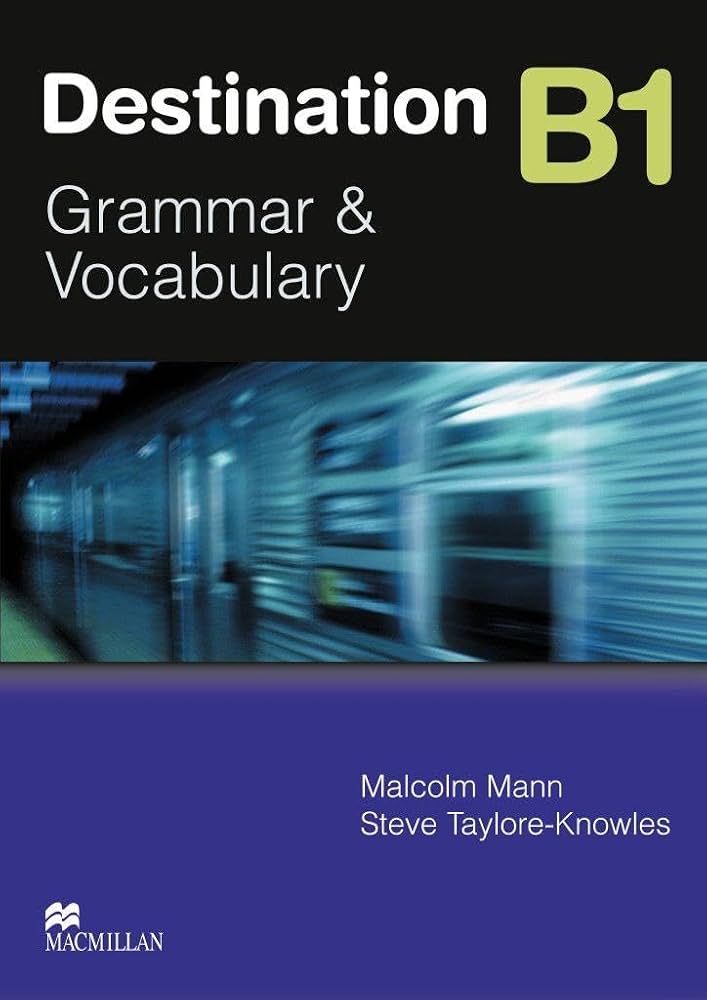 Destination B1
Grammar &
Vocabulary
Malcolm Mann
Steve Taylore-Knowles
MACMILLAN